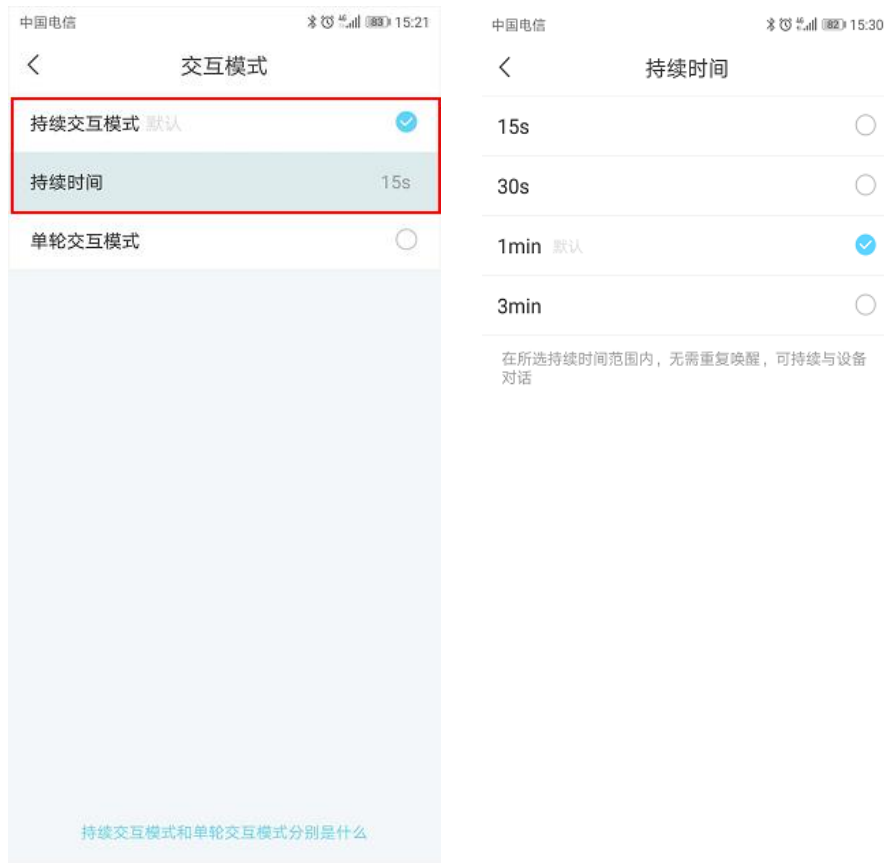 中国电信 83 15:21
交互模式
持续交互模式 默认
持续时间 15s
单轮交互模式
持续交互模式和单轮交互模式分别是什么
中国电信 82 15:30
持续时间
15s
30s
1min 默认
3min
在所选持续时间范围内，无需重复唤醒，可持续与设备
对话